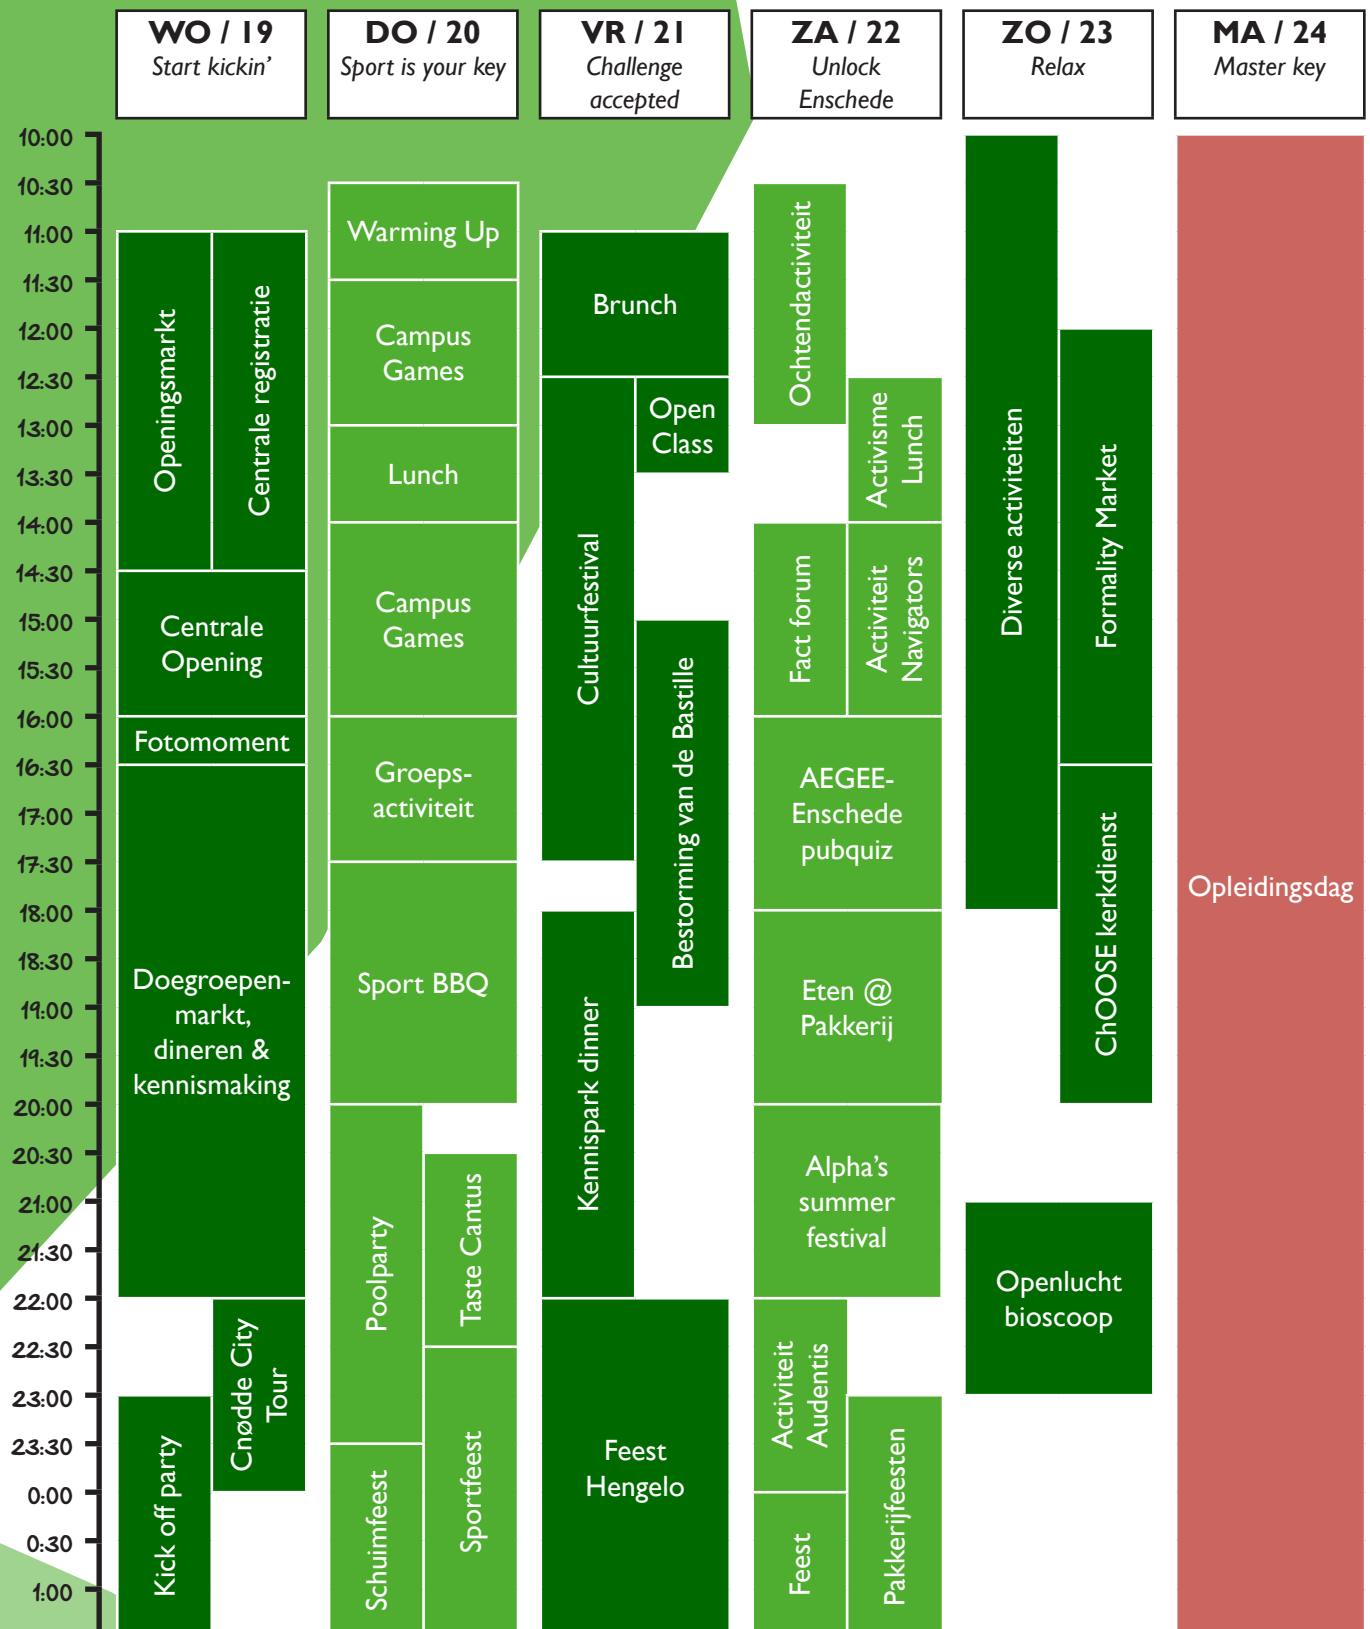 WO / 19
Start kickin’
DO / 20
Sport is your key
VR / 21
Challenge
accepted
ZA / 22
Unlock
Enschede
ZO / 23
Relax
MA / 24
Master key
10:00
10:30
11:00
11:30
12:00
12:30
13:00
13:30
14:00
14:30
15:00
15:30
16:00
16:30
17:00
17:30
18:00
18:30
19:00
19:30
20:00
20:30
21:00
21:30
22:00
22:30
23:00
23:30
0:00
0:30
1:00
Openingsmarkt
Centrale registratie
Centrale
Opening
Fotomoment
Doegroepen-
markt,
dineren &
kennismaking
Cnødde City
Tour
Kick off party
Warming Up
Campus
Games
Lunch
Campus
Games
Groeps-
activiteit
Sport BBQ
Poolparty
Taste Cantus
Schuimfeest
Sportfeest
Brunch
Cultuurfestival
Open
Class
Bestorming van de Bastille
Kennispark dinner
Feest
Hengelo
Ochtendactiviteit
Activisme
Lunch
Fact forum
Activiteit
Navigators
AEGEE-
Enschede
pubquiz
Eten @
Pakkerij
Alpha’s
summer
festival
Activiteit
Audentis
Feest
Pakkerijfeesten
Diverse activiteiten
Formality Market
ChOOSE kerkdienst
Openlucht
bioscoop
Opleidingsdag